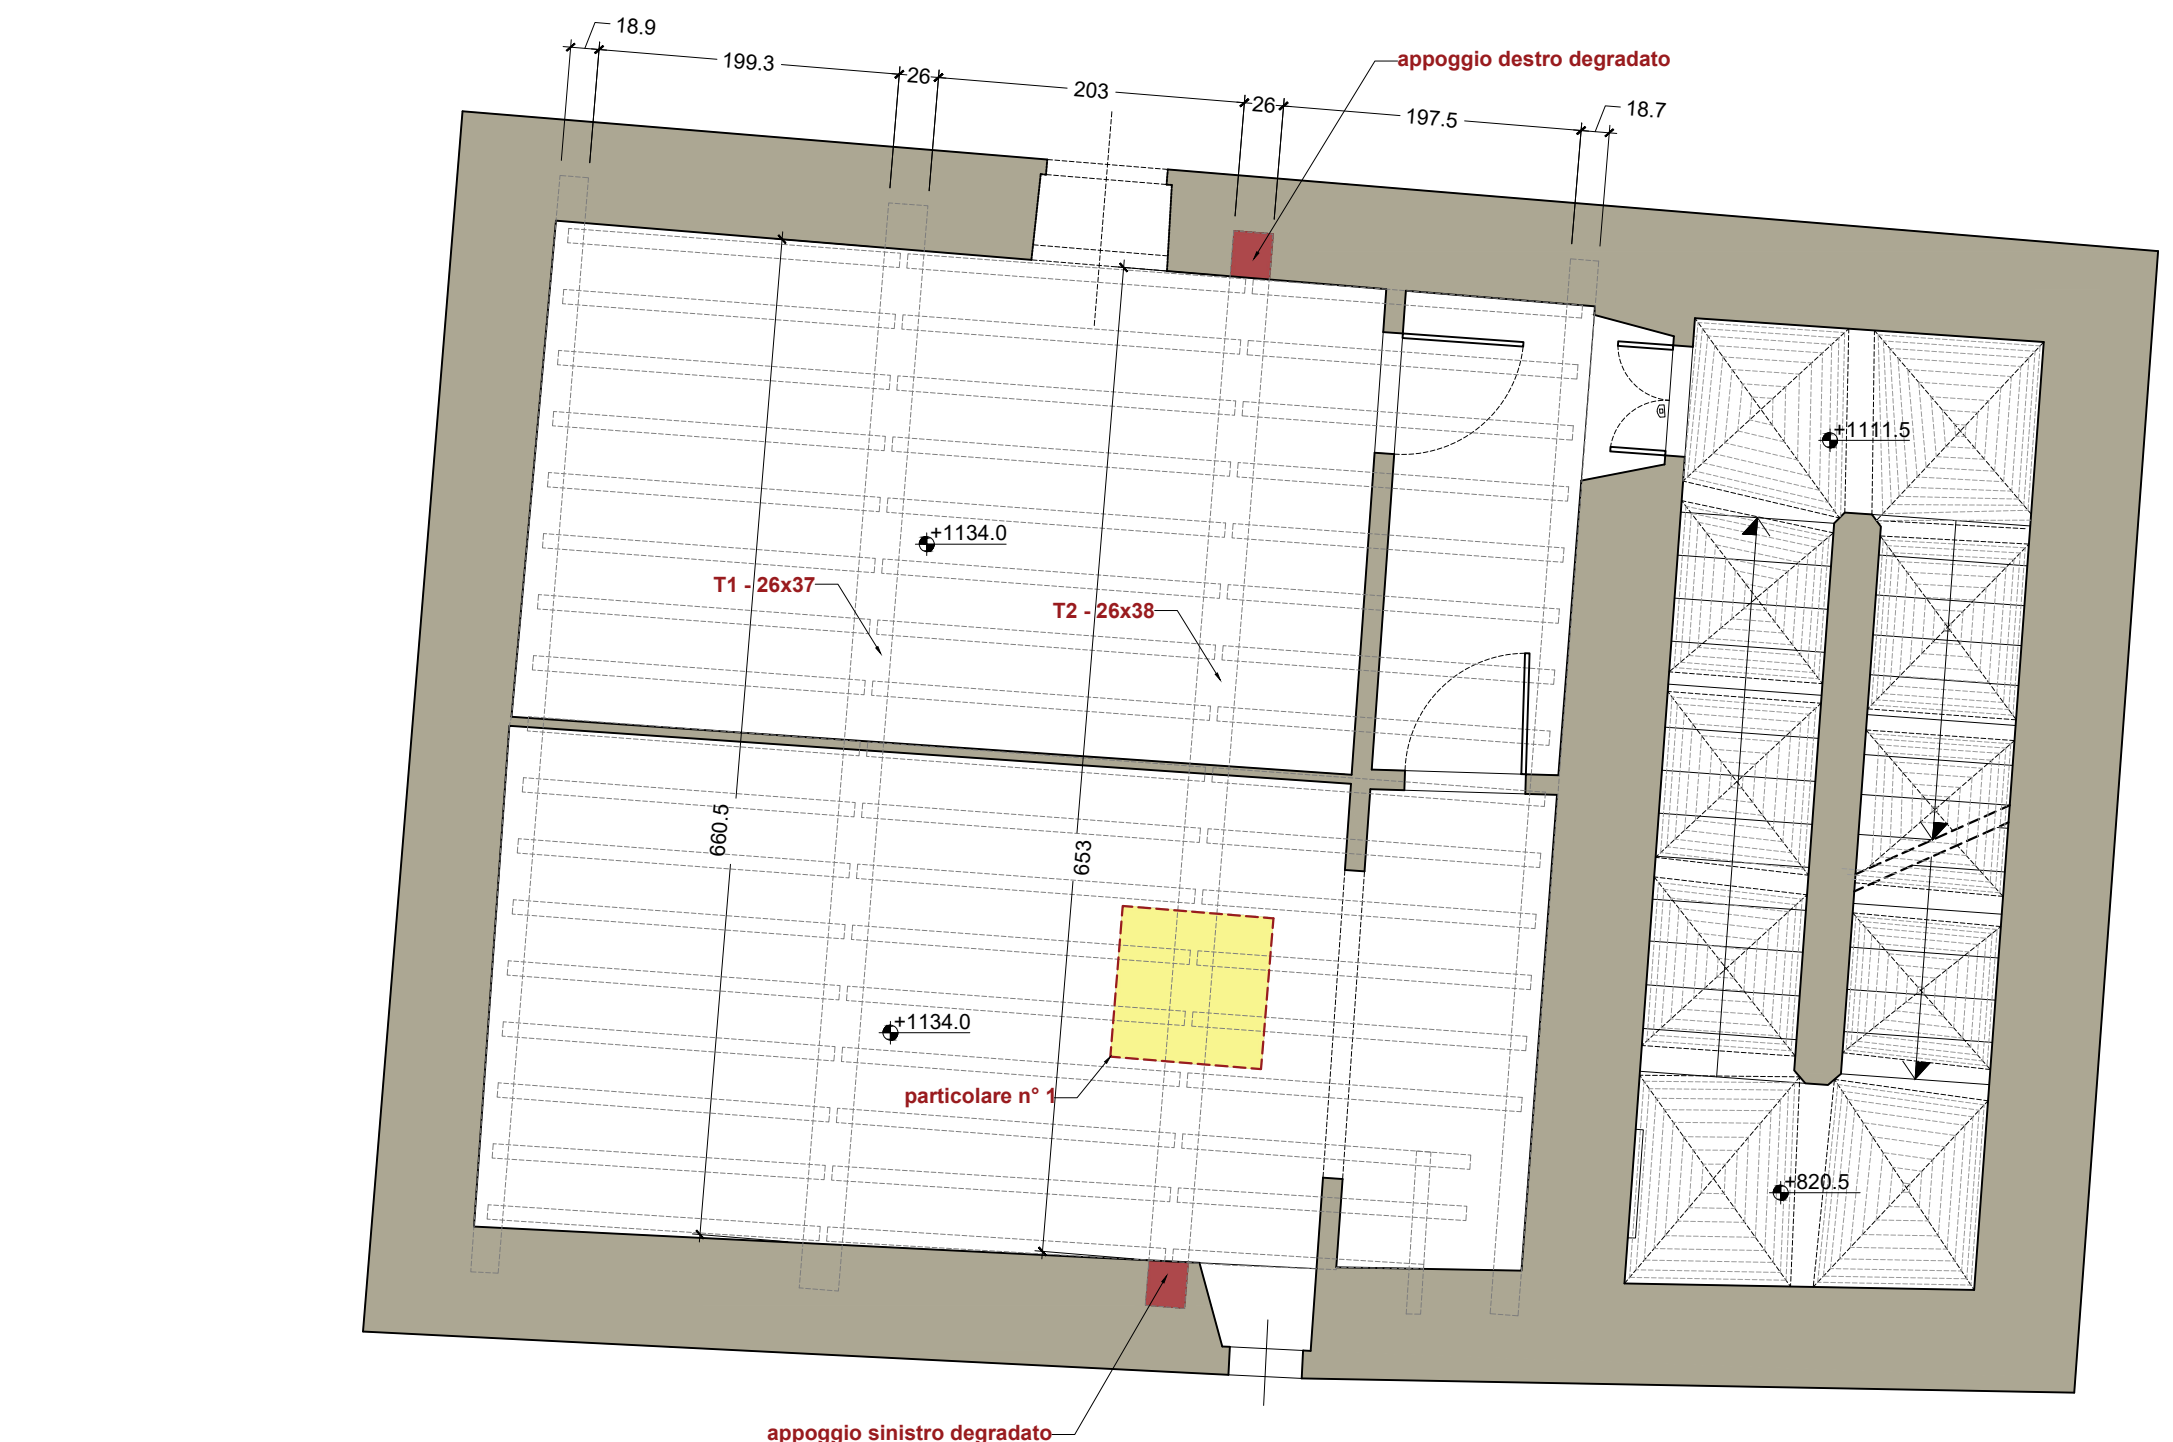 18.9
199.3
26
203
26
197.5
18.7
appoggio destro degradato
+1111.5
+1134.0
T1 - 26x37
T2 - 26x38
660.5
653
+1134.0
particolare n° 1
+820.5
appoggio sinistro degradato